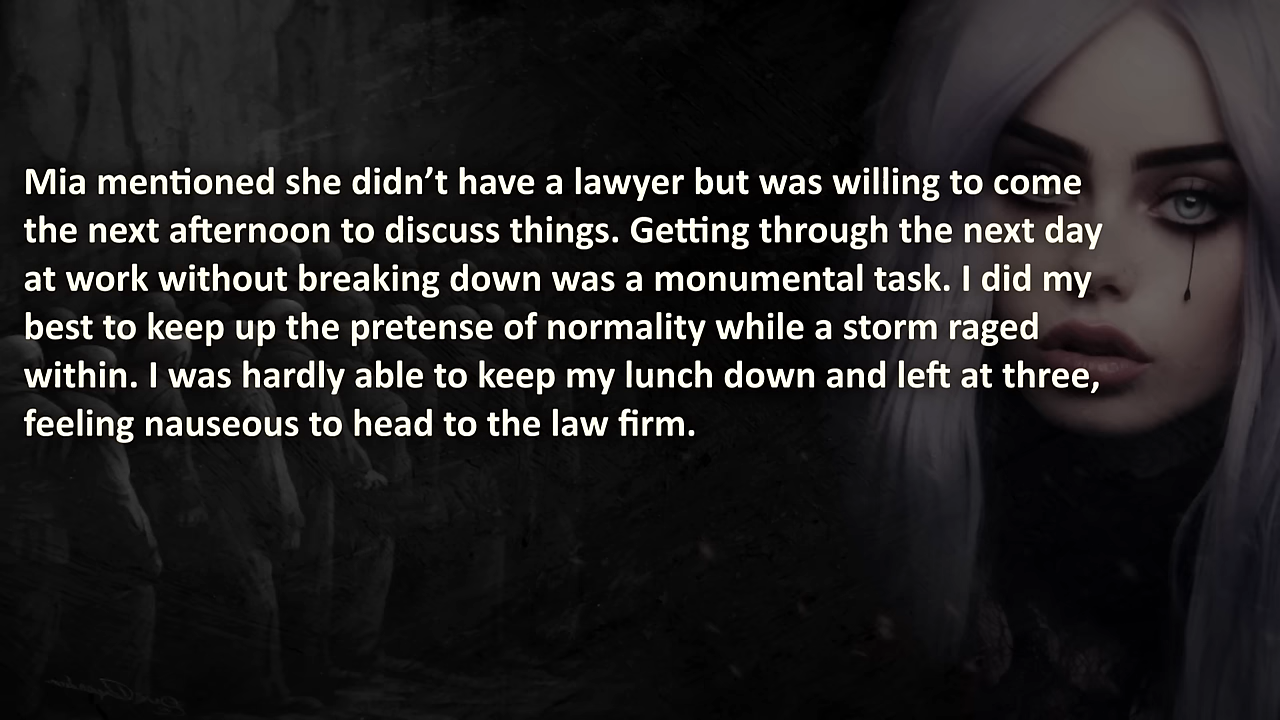 Mia mentioned she didn’t have a lawyer but was willing to come
the next afternoon to discuss things. Getting through the next day
at work without breaking down was a monumental task. I did my
best to keep up the pretense of normality while a storm raged
within. I was hardly able to keep my lunch down and left at three,
feeling nauseous to head to the law firm.